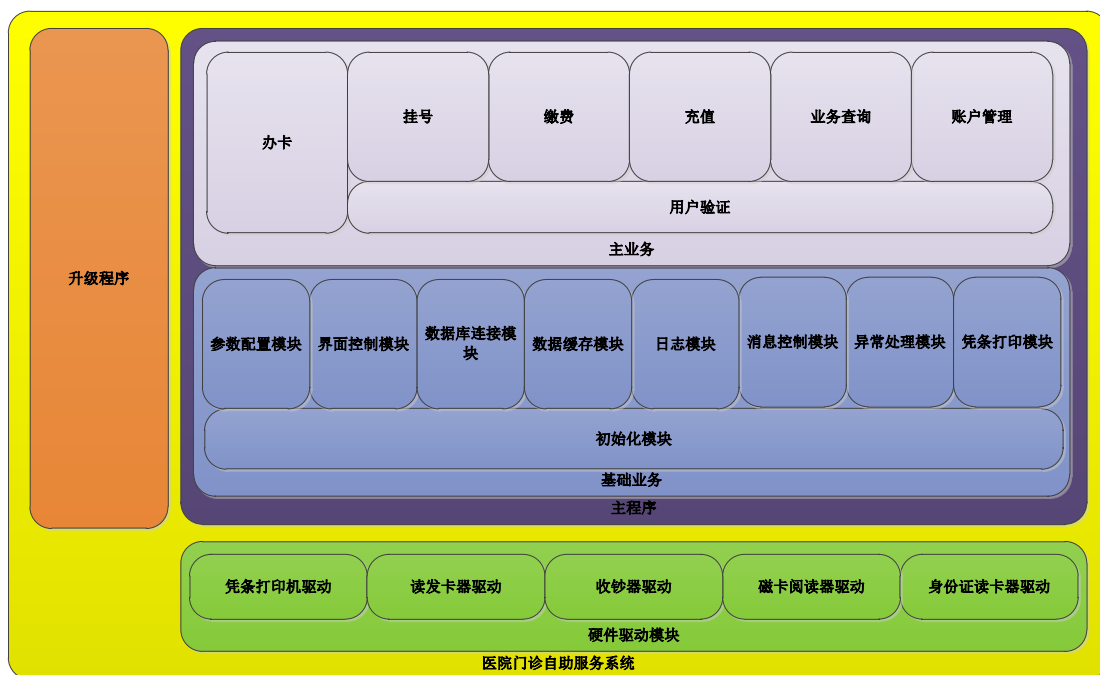 挂号
缴费
充值
业务查询
账户管理
办卡
用户验证
主业务
升级程序
参数配置模块
界面控制模块
数据库连接模
块
数据缓存模块
日志模块
消息控制模块
异常处理模块
凭条打印模块
初始化模块
基础业务
主程序
凭条打印机驱动
读发卡器驱动
收钞器驱动
磁卡阅读器驱动
身份证读卡器驱动
硬件驱动模块
医院门诊自助服务系统